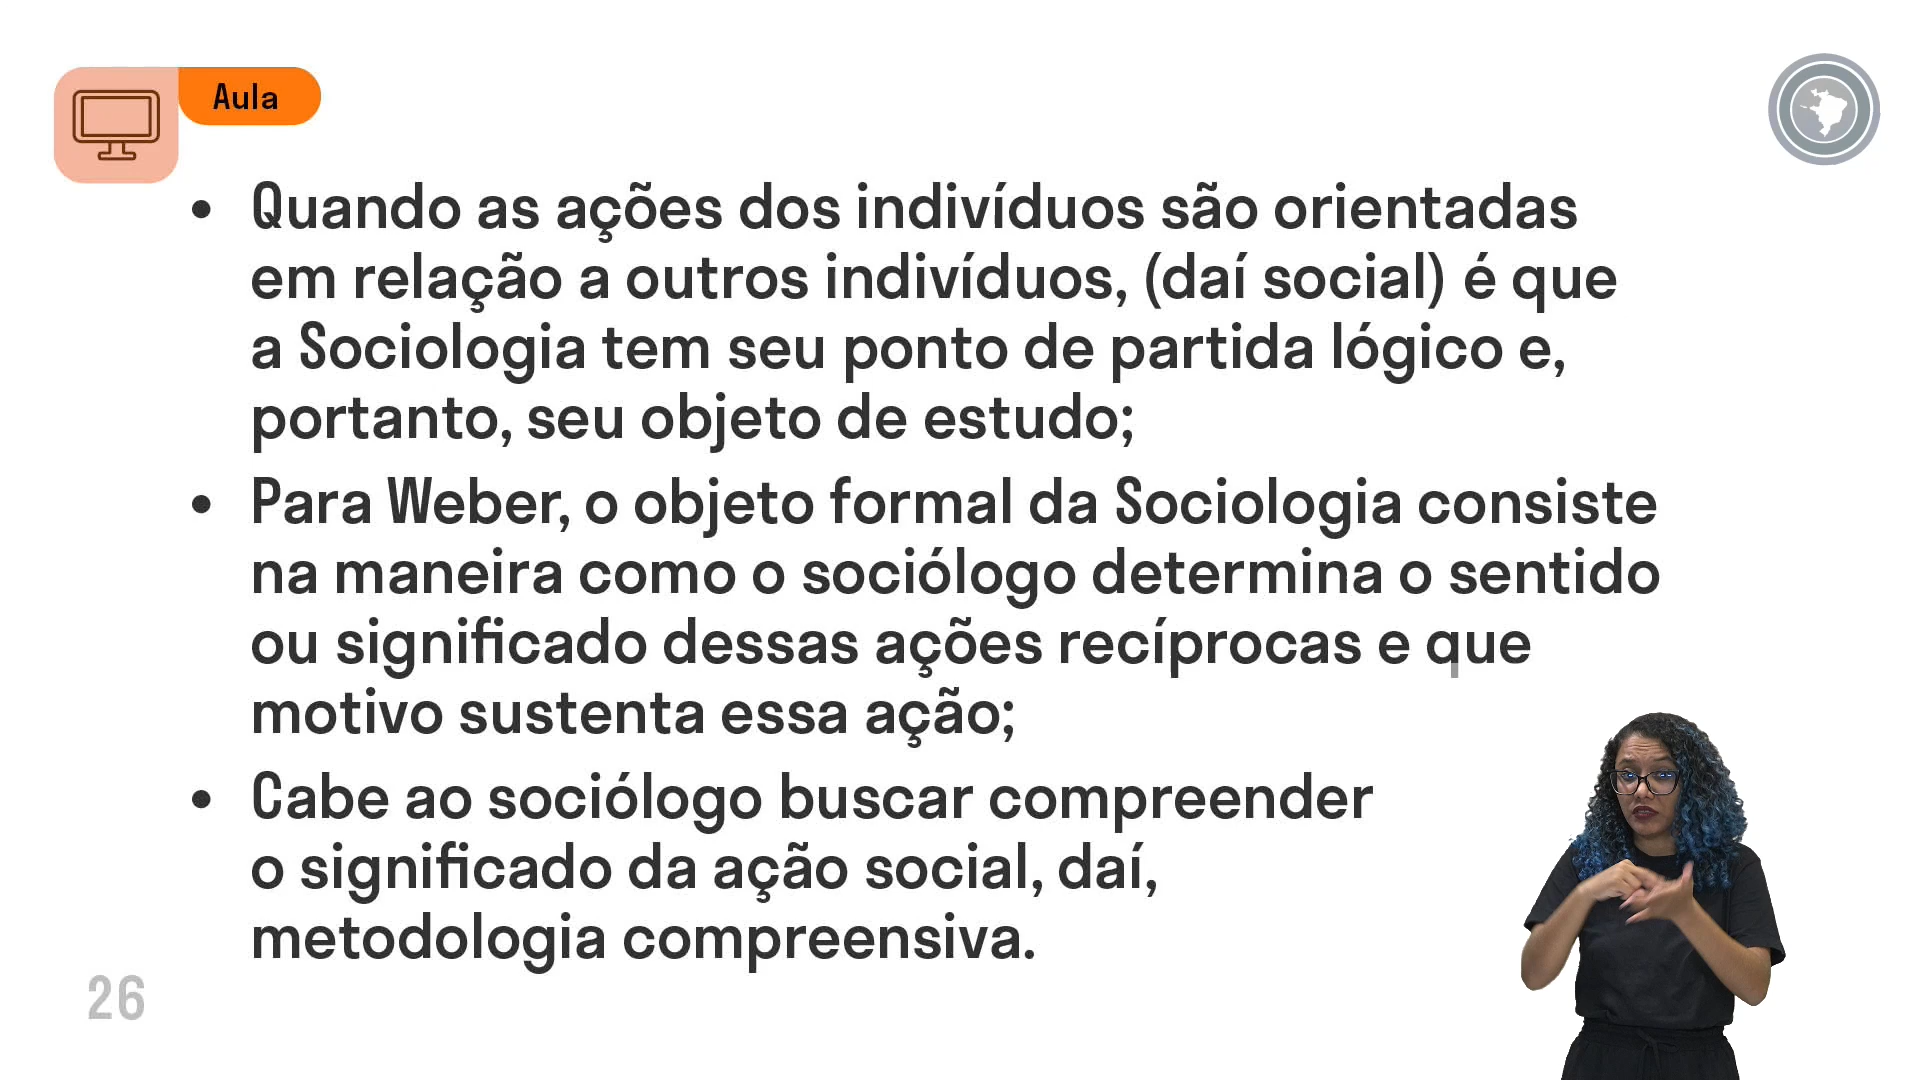 Aula
• Quando as ações dos indivíduos são orientadas
em relação a outros indivíduos, (daí social) é que
a Sociologia tem seu ponto de partida lógico e,
portanto, seu objeto de estudo;
• Para Weber, o objeto formal da Sociologia consiste
na maneira como o sociólogo determina o sentido
ou significado dessas ações recíprocas e que
motivo sustenta essa ação;
• Cabe ao sociólogo buscar compreender
o significado da ação social, daí,
metodologia compreensiva.
26